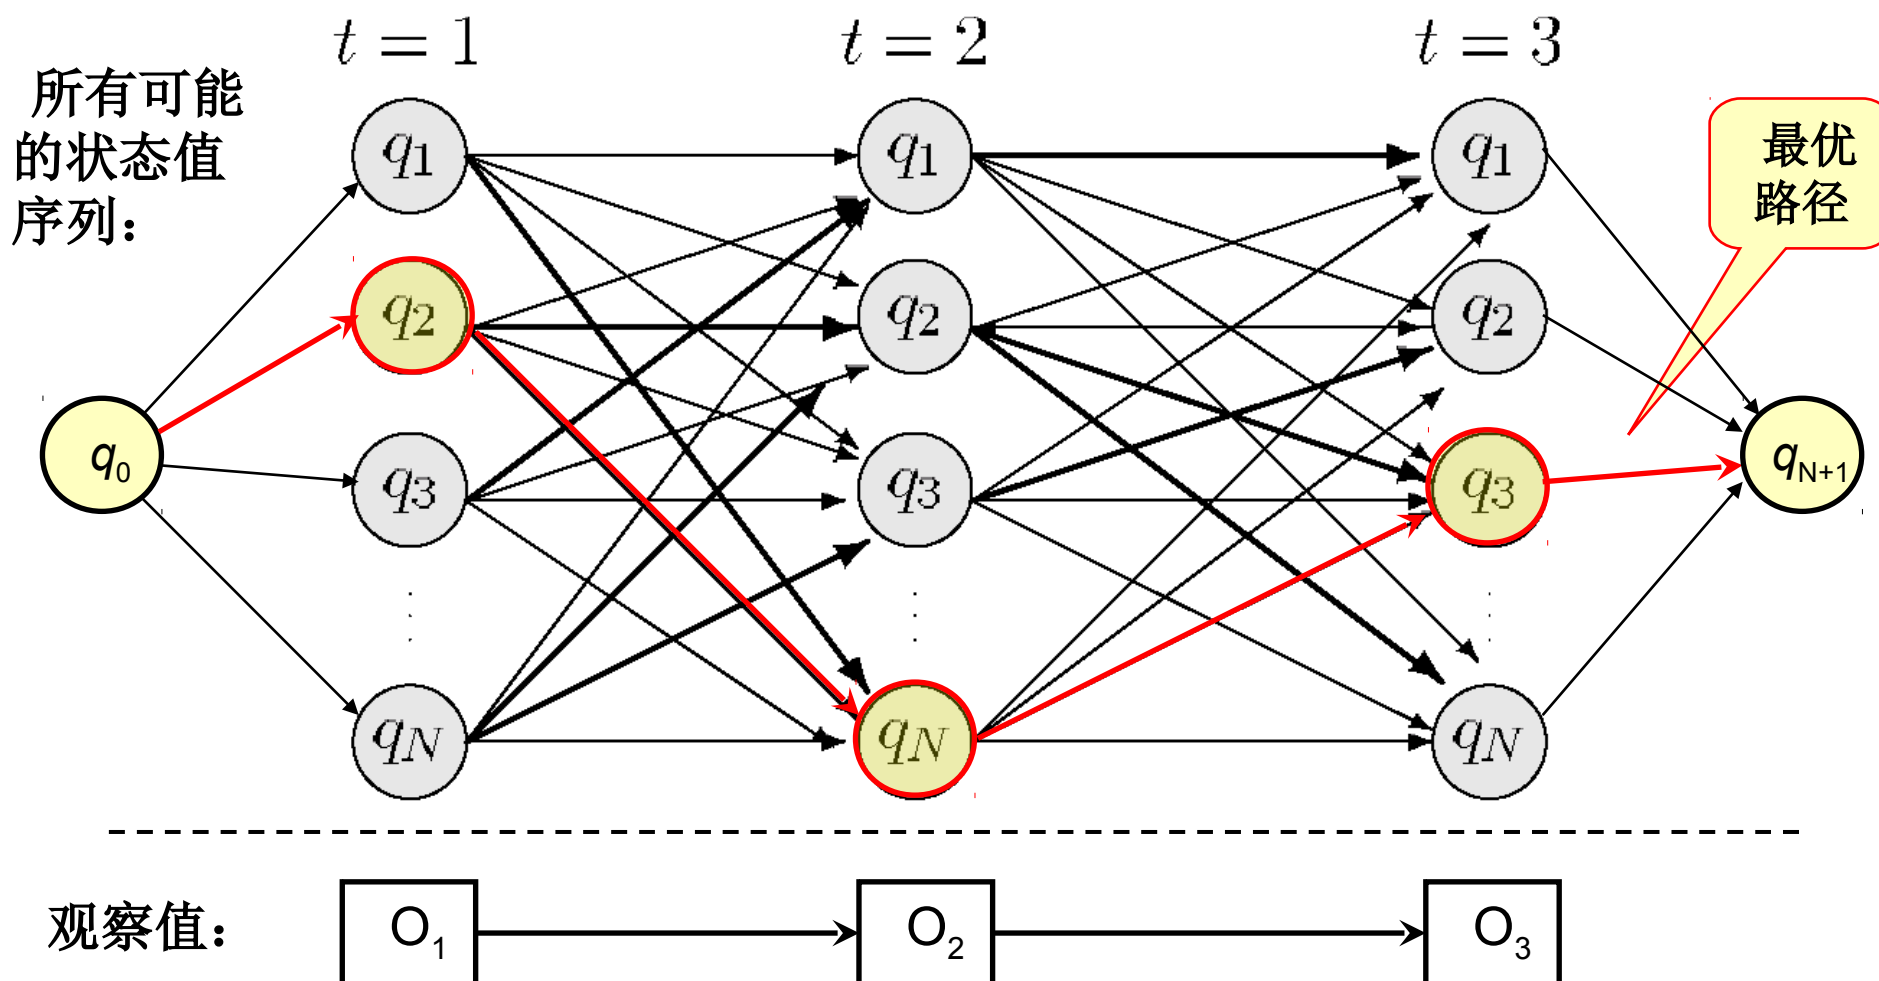 t = 1
t = 2
t = 3
所有可能
的状态值
序列：
最优
路径
q1
q1
q1
q2
q2
q2
q0
qN+1
q3
q3
q3
qN
qN
qN
观察值：
O1
O2
O3